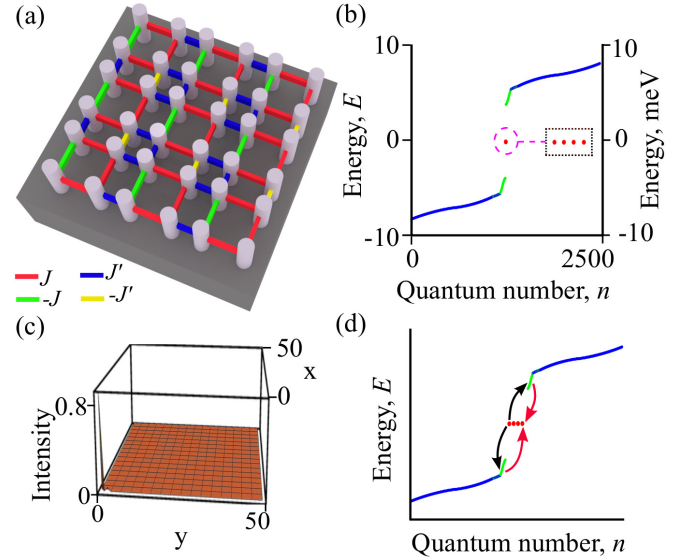 (a)
J
J'
-J
-J'
(b)
Energy, E
10
0
-10
0
2500
Quantum number, n
10
0
-10
Energy, meV
(c)
Intensity
0.8
0
0
50
y
50
0
x
(d)
Energy, E
Quantum number, n